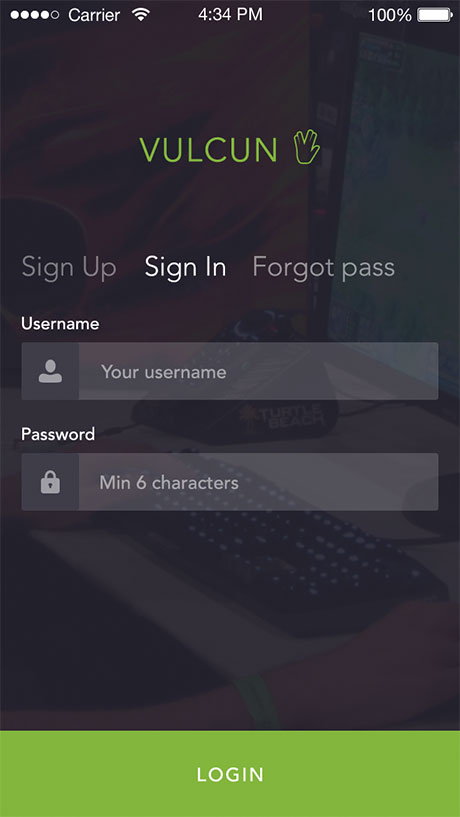 Carrier 4:34 PM 100%
VULCUN
Sign Up Sign In Forgot pass
Username
Your username
TURTLE
BEACH
Password
Min 6 characters
LOGIN